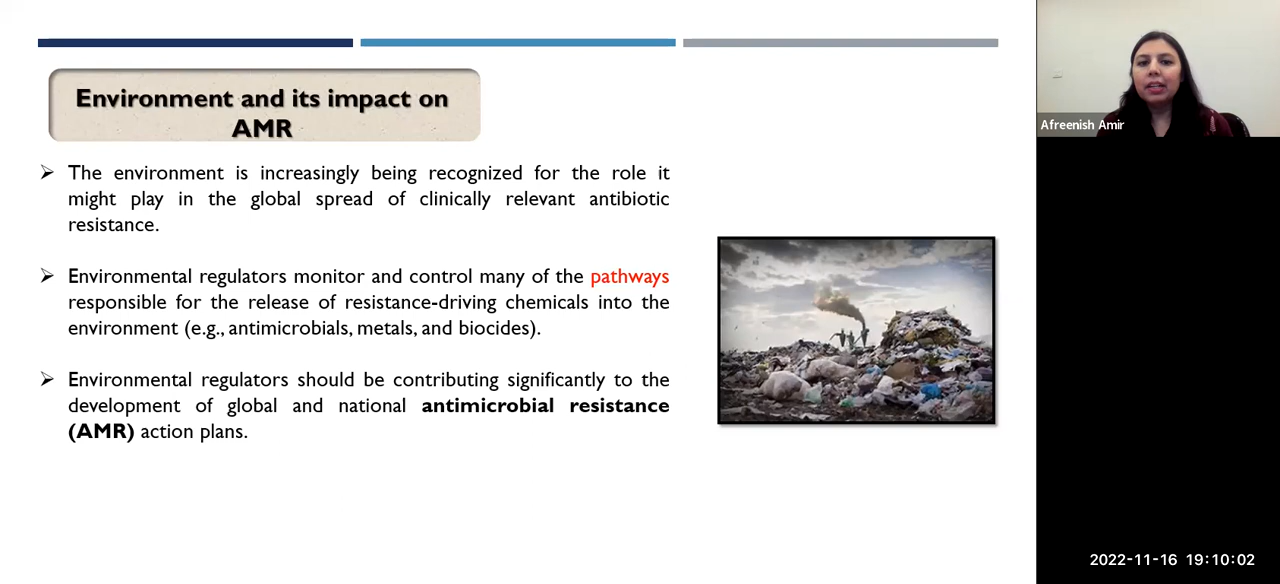 Environment and its impact on
AMR
The environment is increasingly being recognized for the role it
might play in the global spread of clinically relevant antibiotic
resistance.
Environmental regulators monitor and control many of the pathways
responsible for the release of resistance-driving chemicals into the
environment (e.g., antimicrobials, metals, and biocides).
Environmental regulators should be contributing significantly to the
development of global and national antimicrobial resistance
(AMR) action plans.
Afreenish Amir
2022-11-16 19:10:02